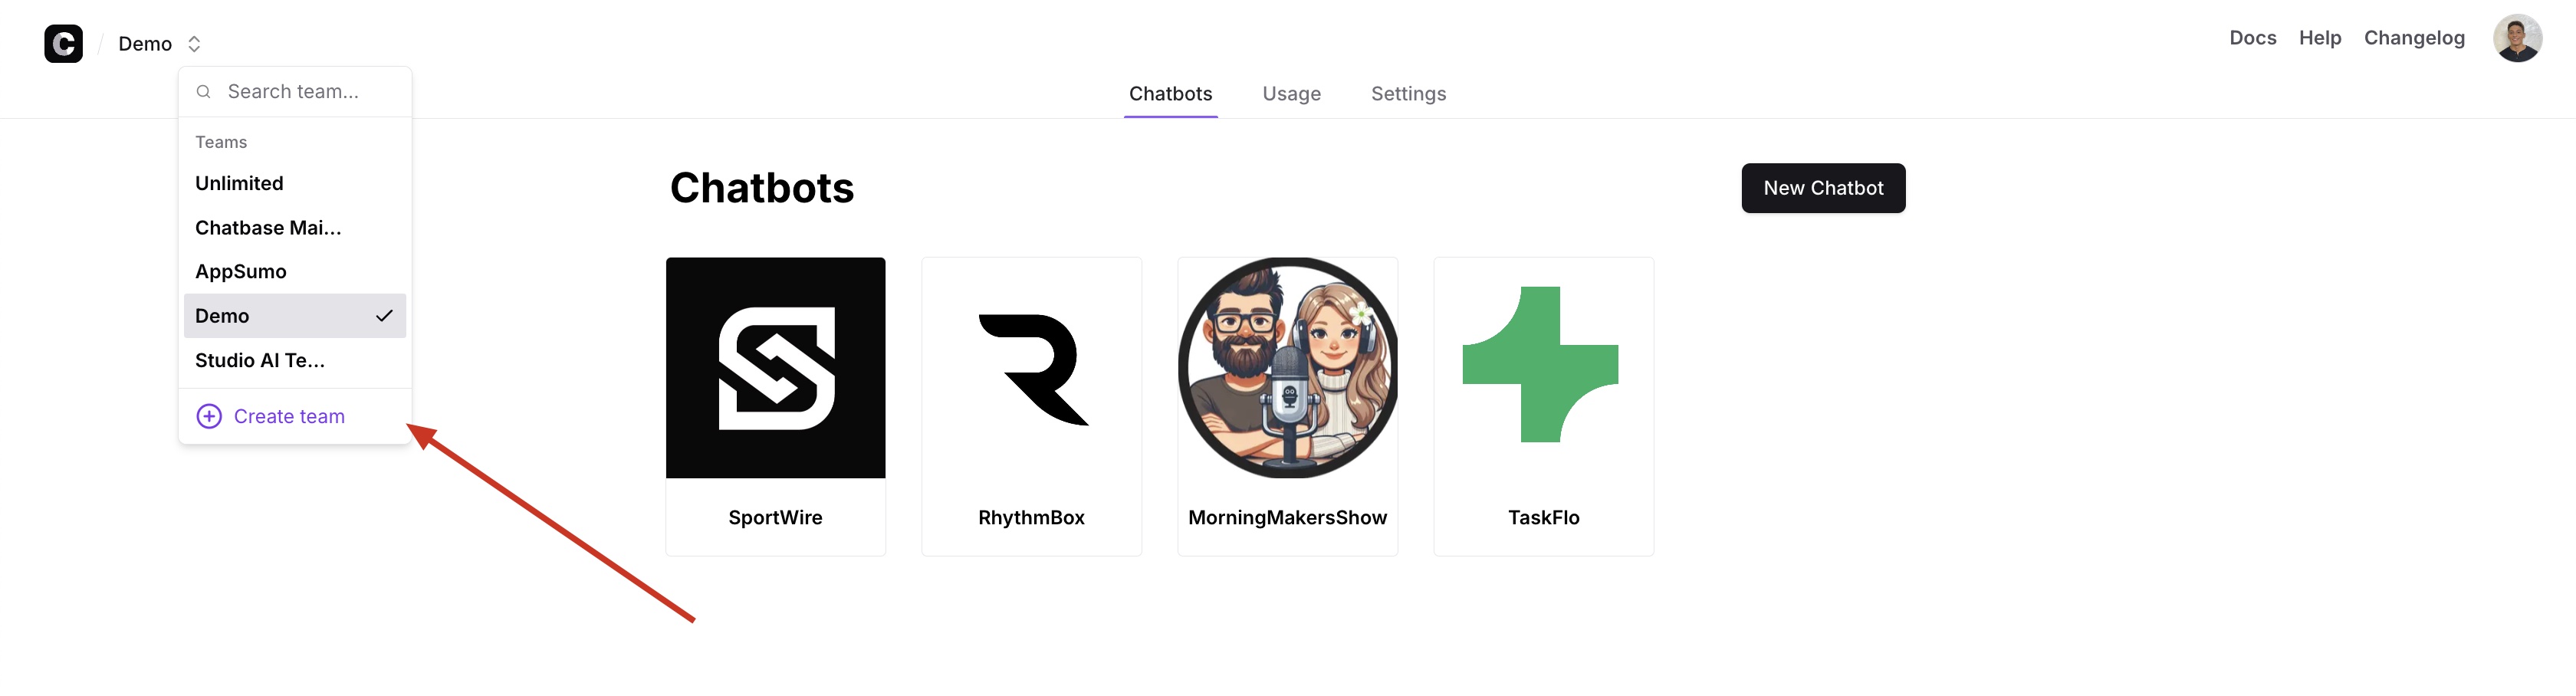 C / Demo
Docs Help Changelog
Search team...
Chatbots Usage Settings
Teams
Unlimited
Chatbase Mai...
AppSumo
Demo
Studio AI Te...
Create team
Chatbots
New Chatbot
SportWire
RhythmBox
MorningMakersShow
TaskFlo